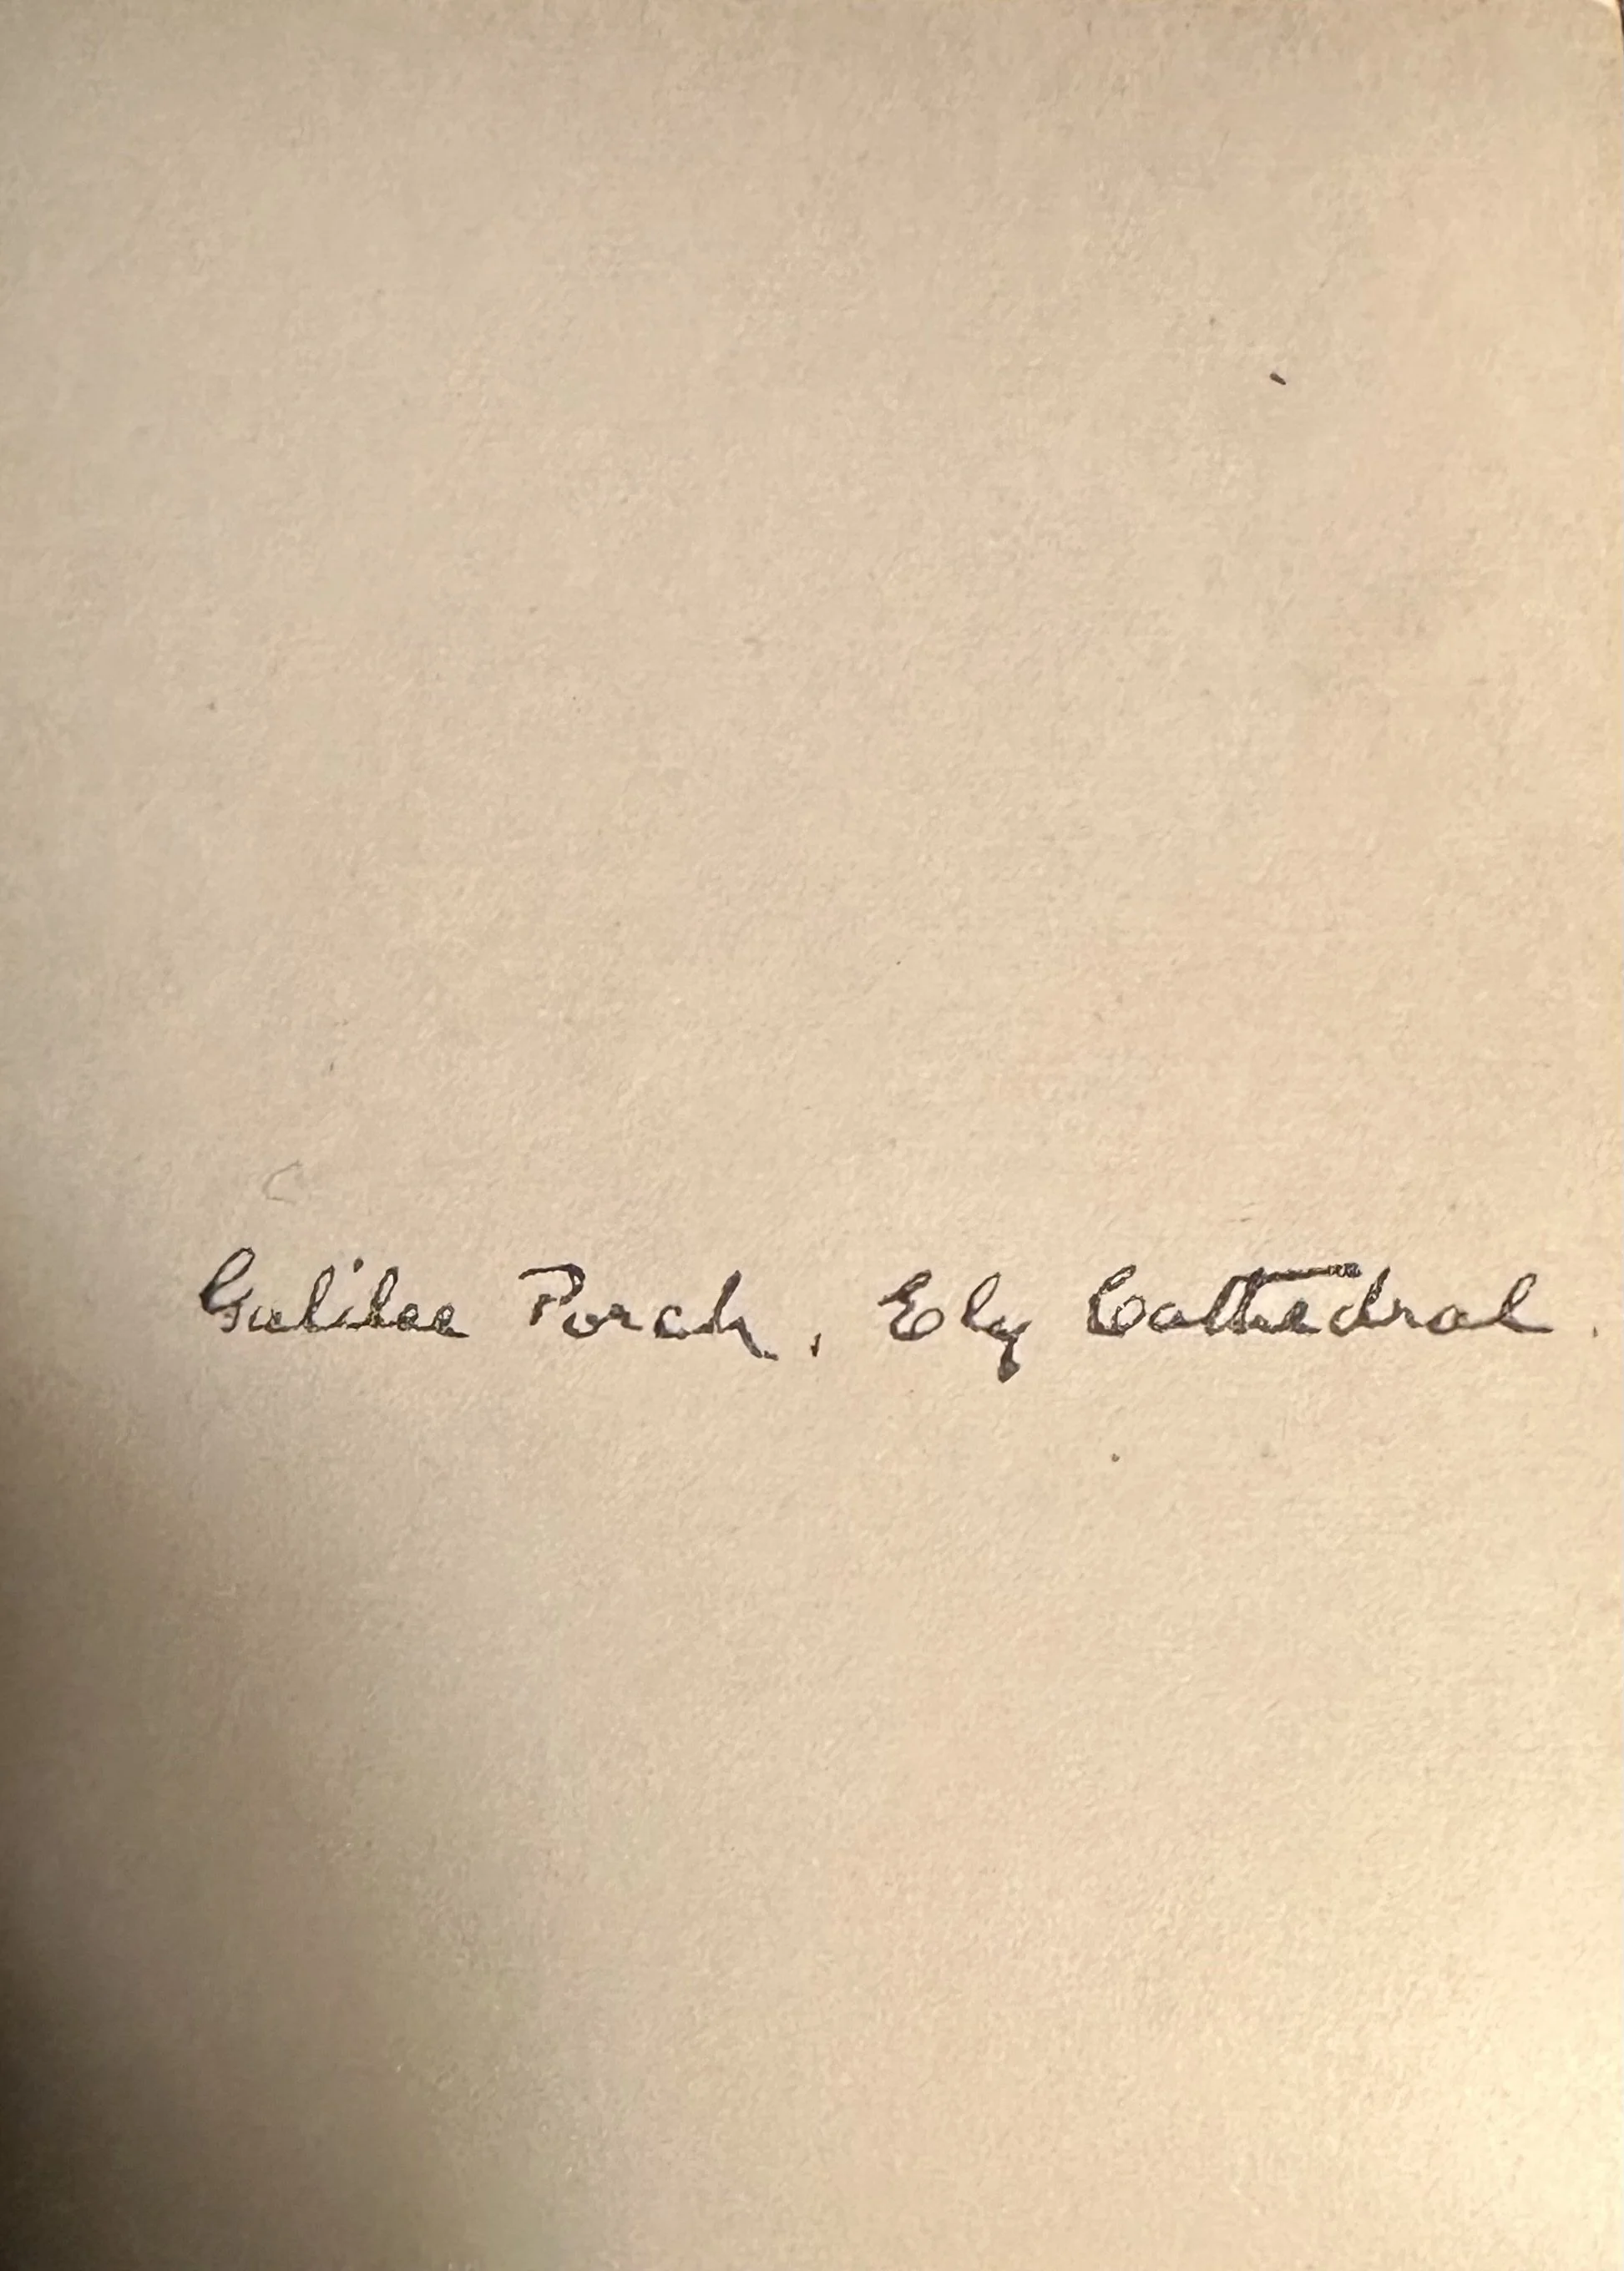 Galilee Porch, Ely Cathedral.